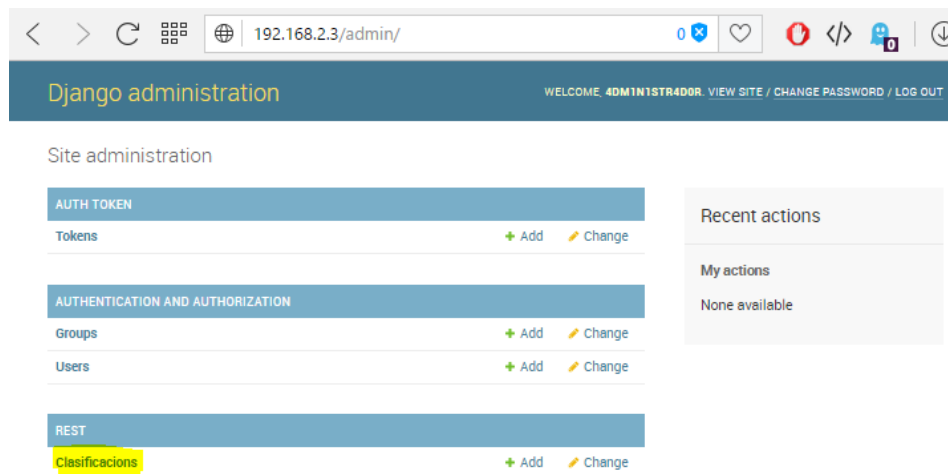 192.168.2.3/admin/
0
0
Django administration
WELCOME, 4DM1N1STR4D0R. VIEW SITE / CHANGE PASSWORD / LOG OUT
Site administration
AUTH TOKEN
Tokens + Add Change
AUTHENTICATION AND AUTHORIZATION
Groups + Add Change
Users + Add Change
REST
Clasificacions + Add Change
Recent actions
My actions
None available